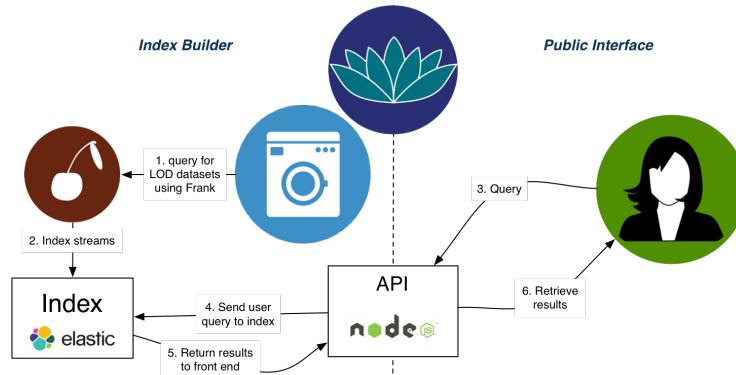 Index Builder
Public Interface
1. query for
LOD datasets
using Frank
3. Query
2. Index streams
Index
elastic
API
node
JS
4. Send user
query to index
6. Retrieve
results
5. Return results
to front end